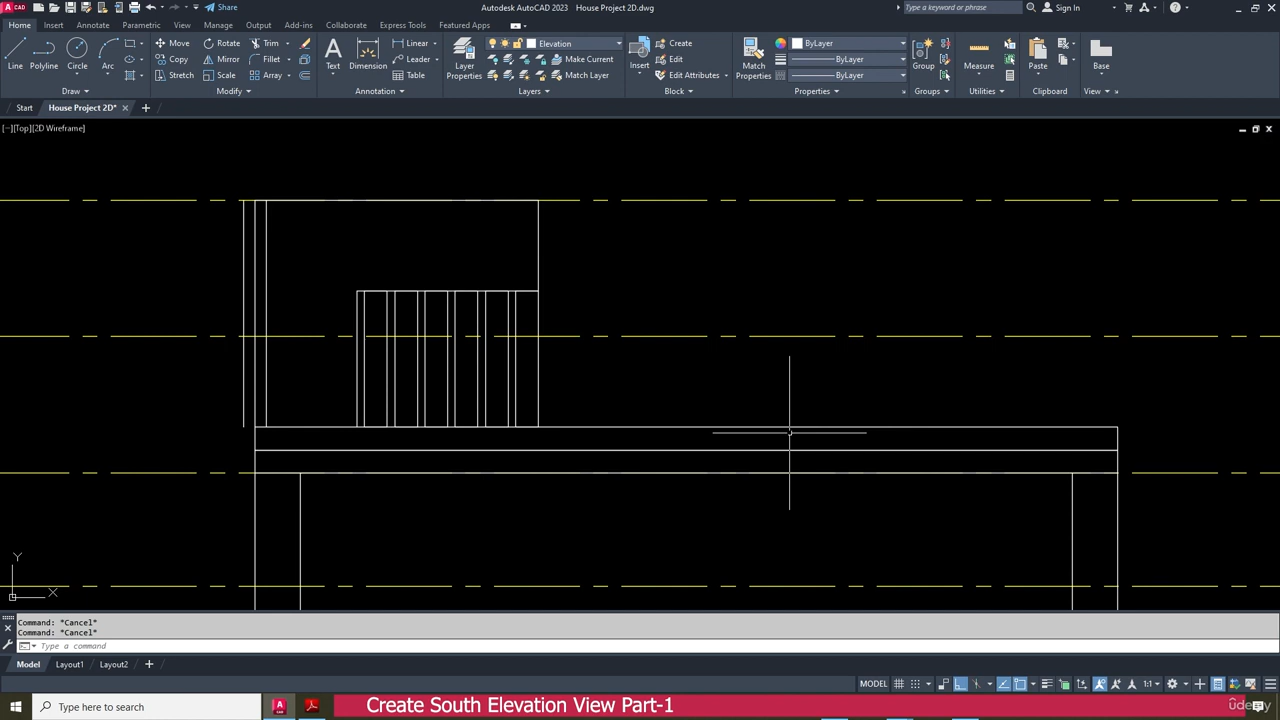 Share
Autodesk AutoCAD 2023 House Project 2D.dwg
Type a keyword or phrase
Sign In
Home Insert Annotate Parametric View Manage Output Add-ins Collaborate Express Tools Featured Apps
Line Polyline Circle Arc
Move Rotate Trim
Copy Mirror Fillet
Stretch Scale Array
Text Dimension
Linear
Leader
Table
Layer Properties
Elevation
Make Current
Match Layer
Insert
Create
Edit
Edit Attributes
Match Properties
ByLayer
ByLayer
ByLayer
Group
Measure
Paste
Base
Draw Modify Annotation Layers Block Properties Groups Utilities Clipboard View
Start House Project 2D*
[−][Top][2D Wireframe]
Y
X
Command: *Cancel*
Command: *Cancel*
Type a command
Model Layout1 Layout2
MODEL 1:1
Type here to search
Create South Elevation View Part-1
udemy